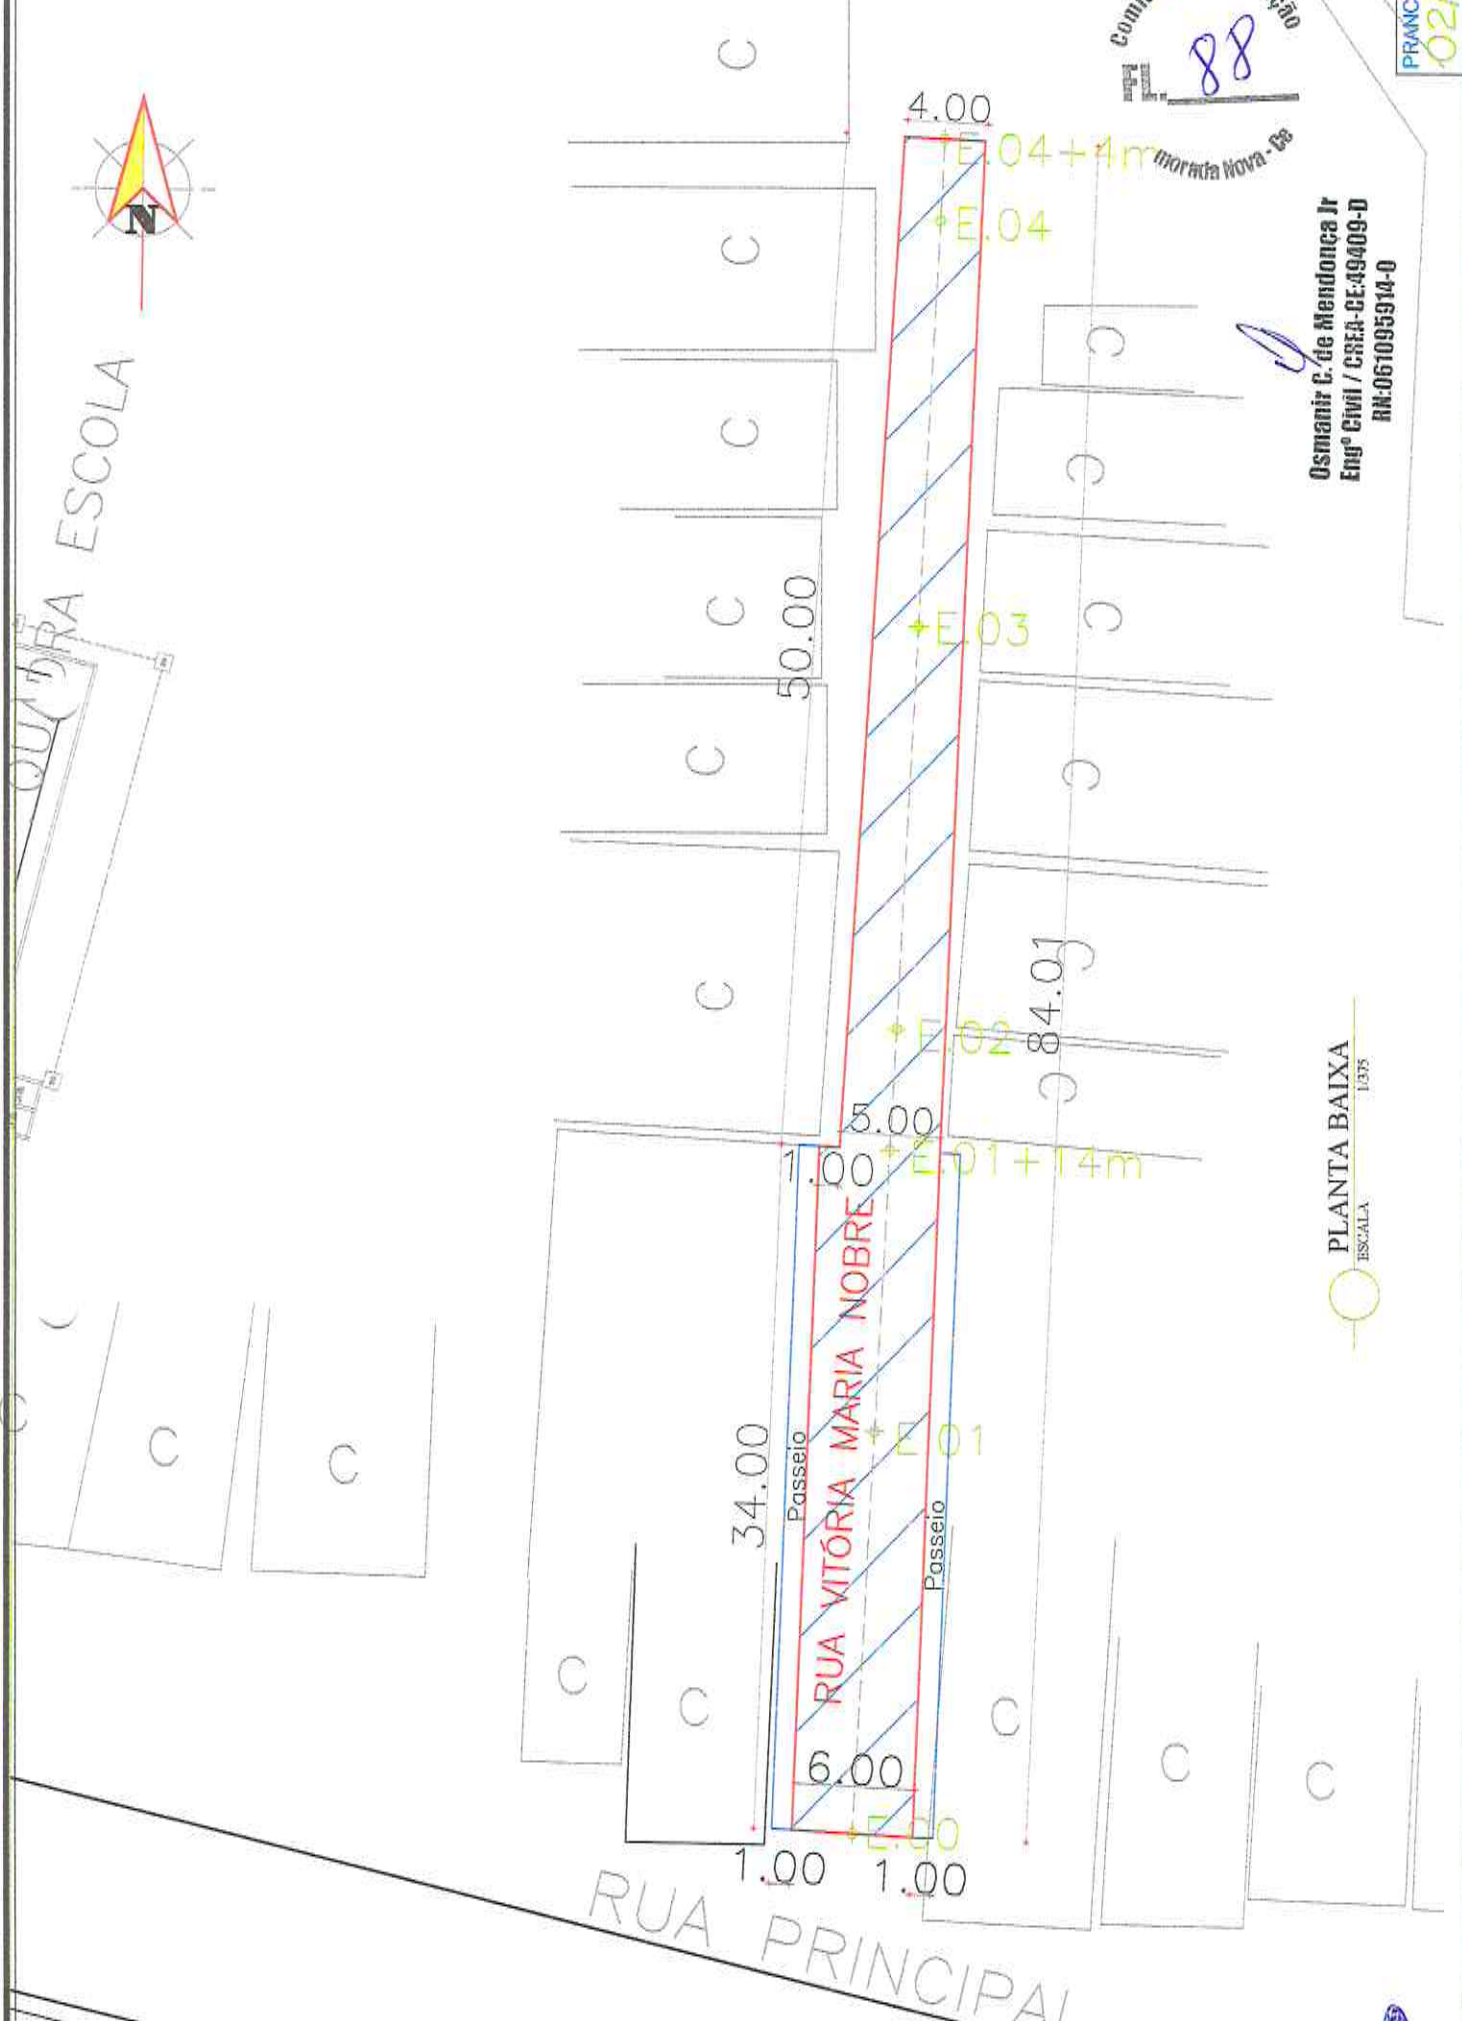 C
4.00
E.04+4m
E.04
N
PRANC
02/
88
Fl.
Morada Nova - Ce
Osmanir C. de Mendonça Jr
Engº Civil / CREA-CE:49409-D
RN:061095914-0
QUADRA ESCOLA
C
C
C
C
C
C
C
C
C
C
C
C
50.00
E.03
E.02
84.01
5.00
1.00
E.01+14m
PLANTA BAIXA
ESCALA
1/375
RUA VITÓRIA MARIA NOBRE
34.00
Passeio
Passeio
E.01
C
C
C
C
C
C
C
C
C
6.00
E.00
1.00
1.00
RUA PRINCIPAL